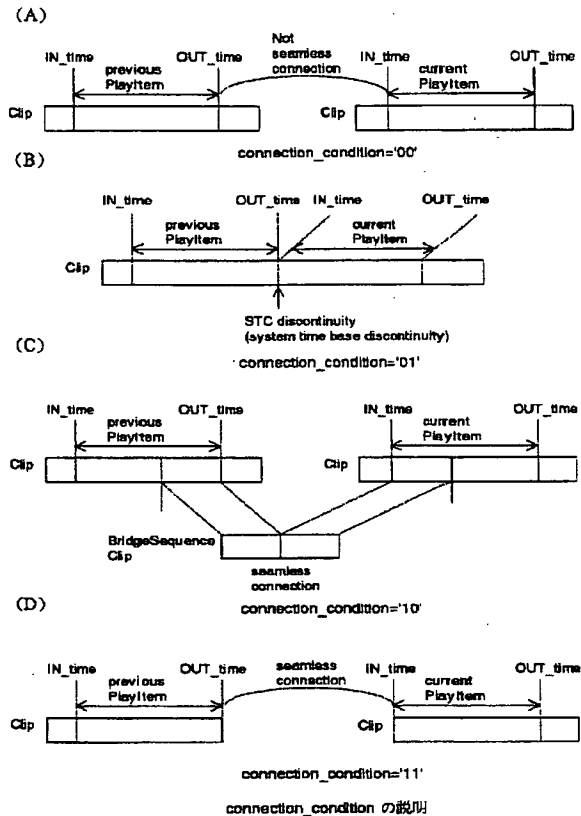 (A)
Not
seamless
connection
IN_time
OUT_time
IN_time
OUT_time
previous
PlayItem
current
PlayItem
Clip
Clip
connection_condition='00'
(B)
IN_time
OUT_time
IN_time
OUT_time
previous
PlayItem
current
PlayItem
Clip
STC discontinuity
(system time base discontinuity)
connection_condition='01'
(C)
IN_time
OUT_time
IN_time
OUT_time
previous
PlayItem
current
PlayItem
Clip
Clip
BridgeSequence
Clip
seamless
connection
connection_condition='10'
(D)
seamless
connection
IN_time
OUT_time
IN_time
OUT_time
previous
PlayItem
current
PlayItem
Clip
Clip
connection_condition='11'
connection_condition の説明